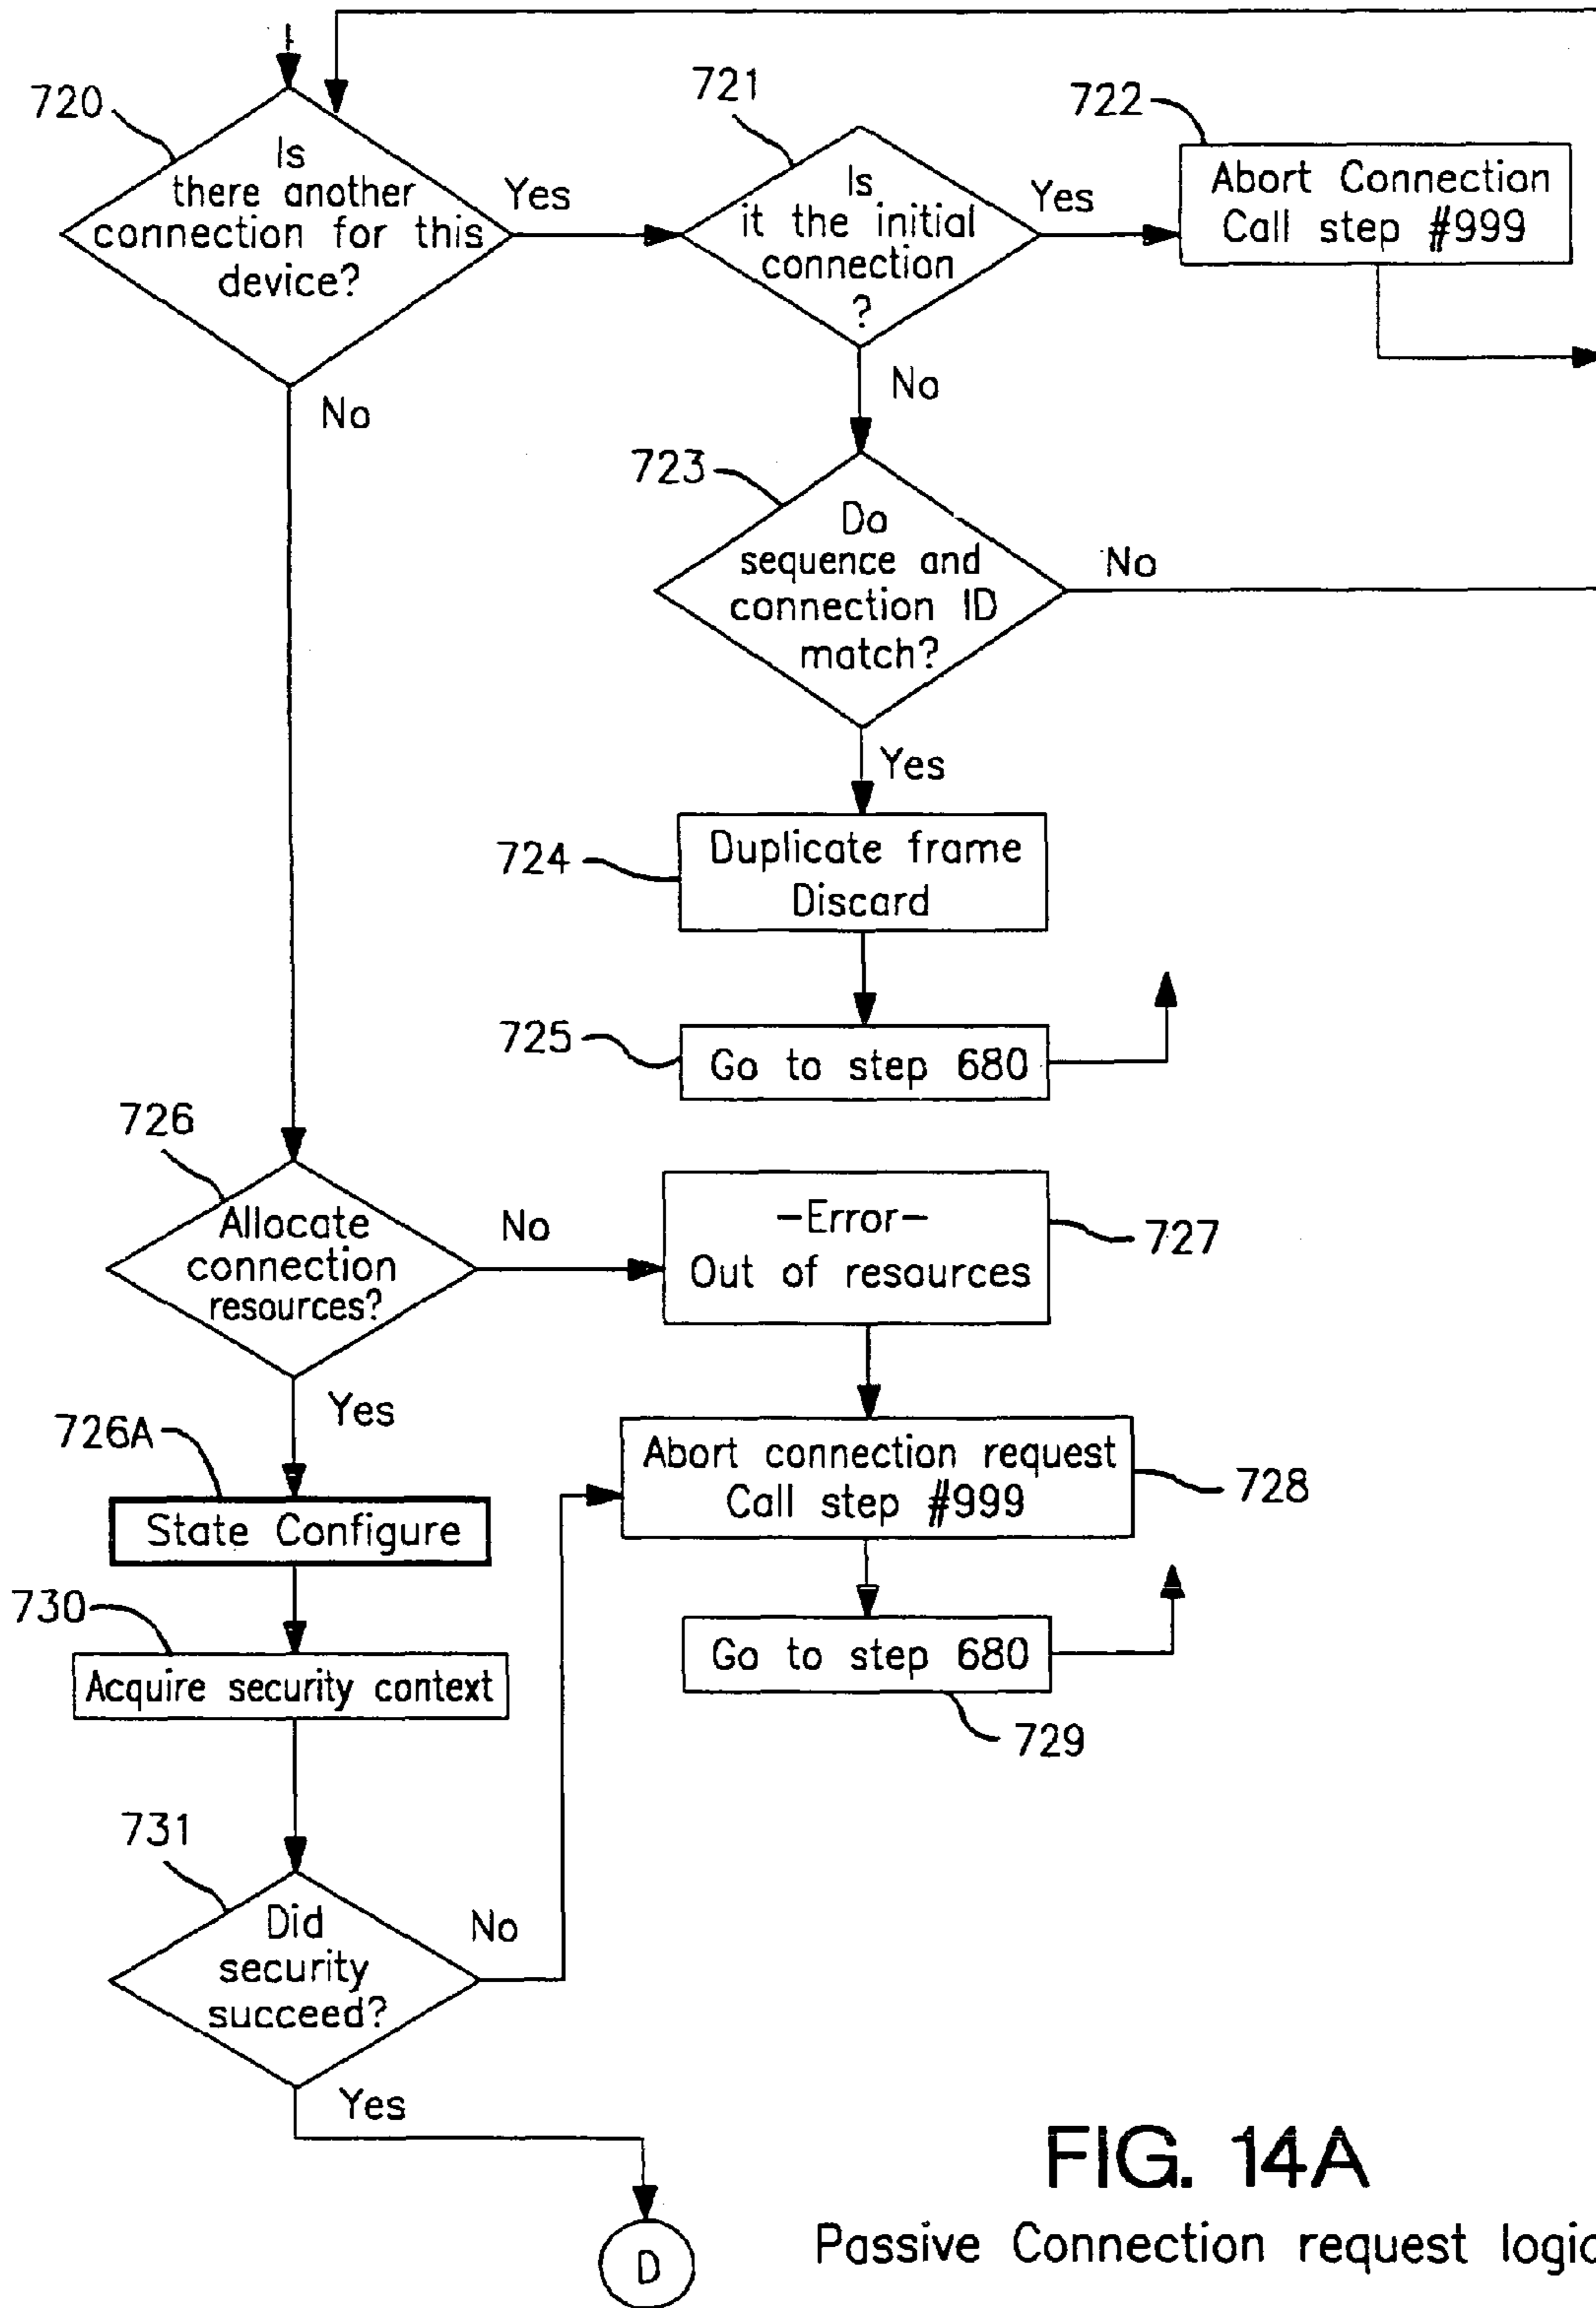 720
Is
there another
connection for this
device?
Yes
No
721
Is
it the initial
connection
?
Yes
No
722
Abort Connection
Call step #999
723
Do
sequence and
connection ID
match?
No
Yes
724
Duplicate frame
Discard
725
Go to step 680
726
Allocate
connection
resources?
No
Yes
-Error-
Out of resources
727
726A
State Configure
Abort connection request
Call step #999
728
730
Acquire security context
Go to step 680
729
731
Did
security
succeed?
No
Yes
D
FIG. 14A
Passive Connection request logic